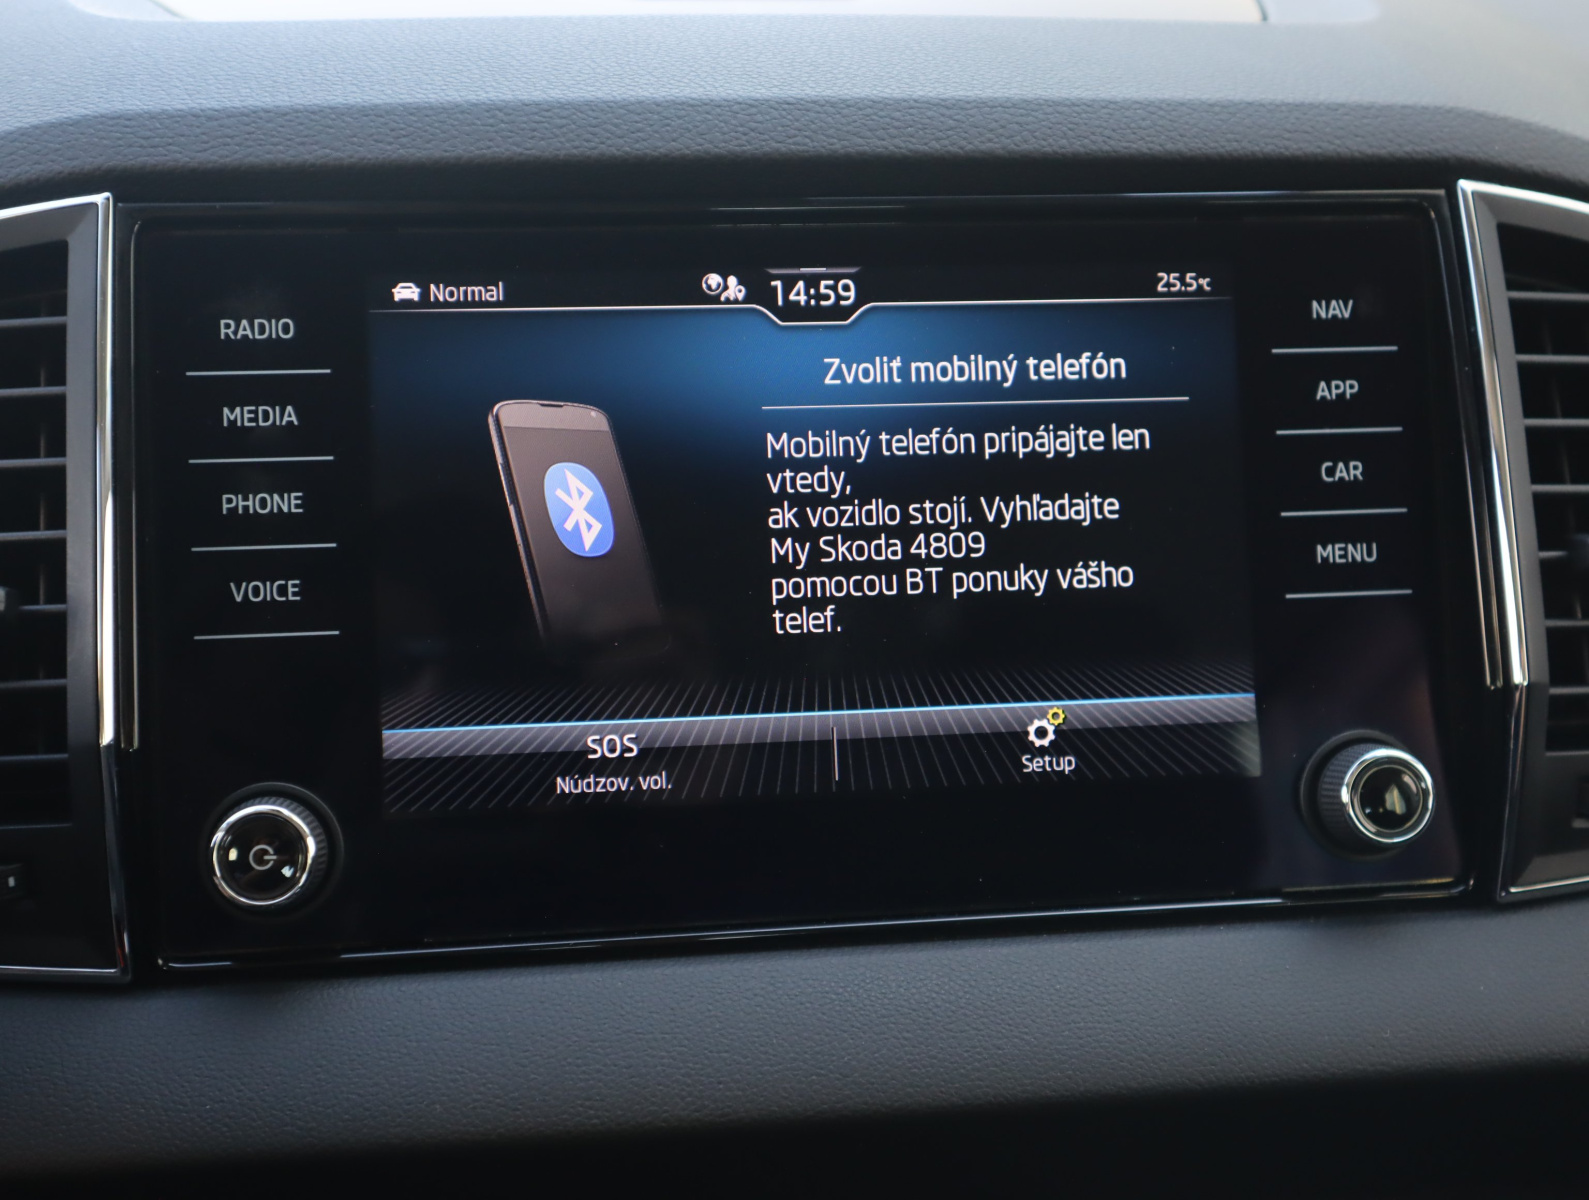 Normal
14:59
25.5°C
RADIO
MEDIA
PHONE
VOICE
Zvoliť mobilný telefón
Mobilný telefón pripájajte len
vtedy,
ak vozidlo stojí. Vyhľadajte
My Skoda 4809
pomocou BT ponuky vášho
telef.
SOS
Núdzov. vol.
Setup
NAV
APP
CAR
MENU